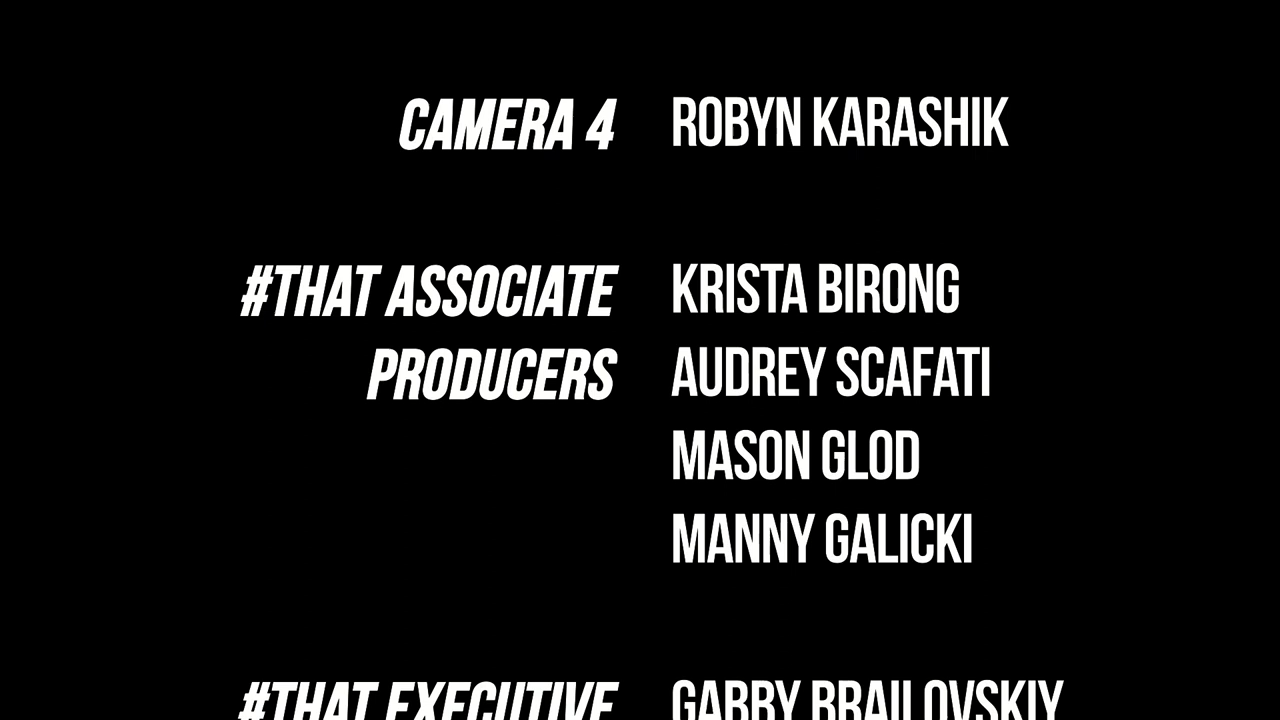 CAMERA 4 ROBYN KARASHIK
#THAT ASSOCIATE KRISTA BIRONG
PRODUCERS AUDREY SCAFATI
MASON GLOD
MANNY GALICKI
#THAT EXECUTIVE GABBY BRAILOVSKIY